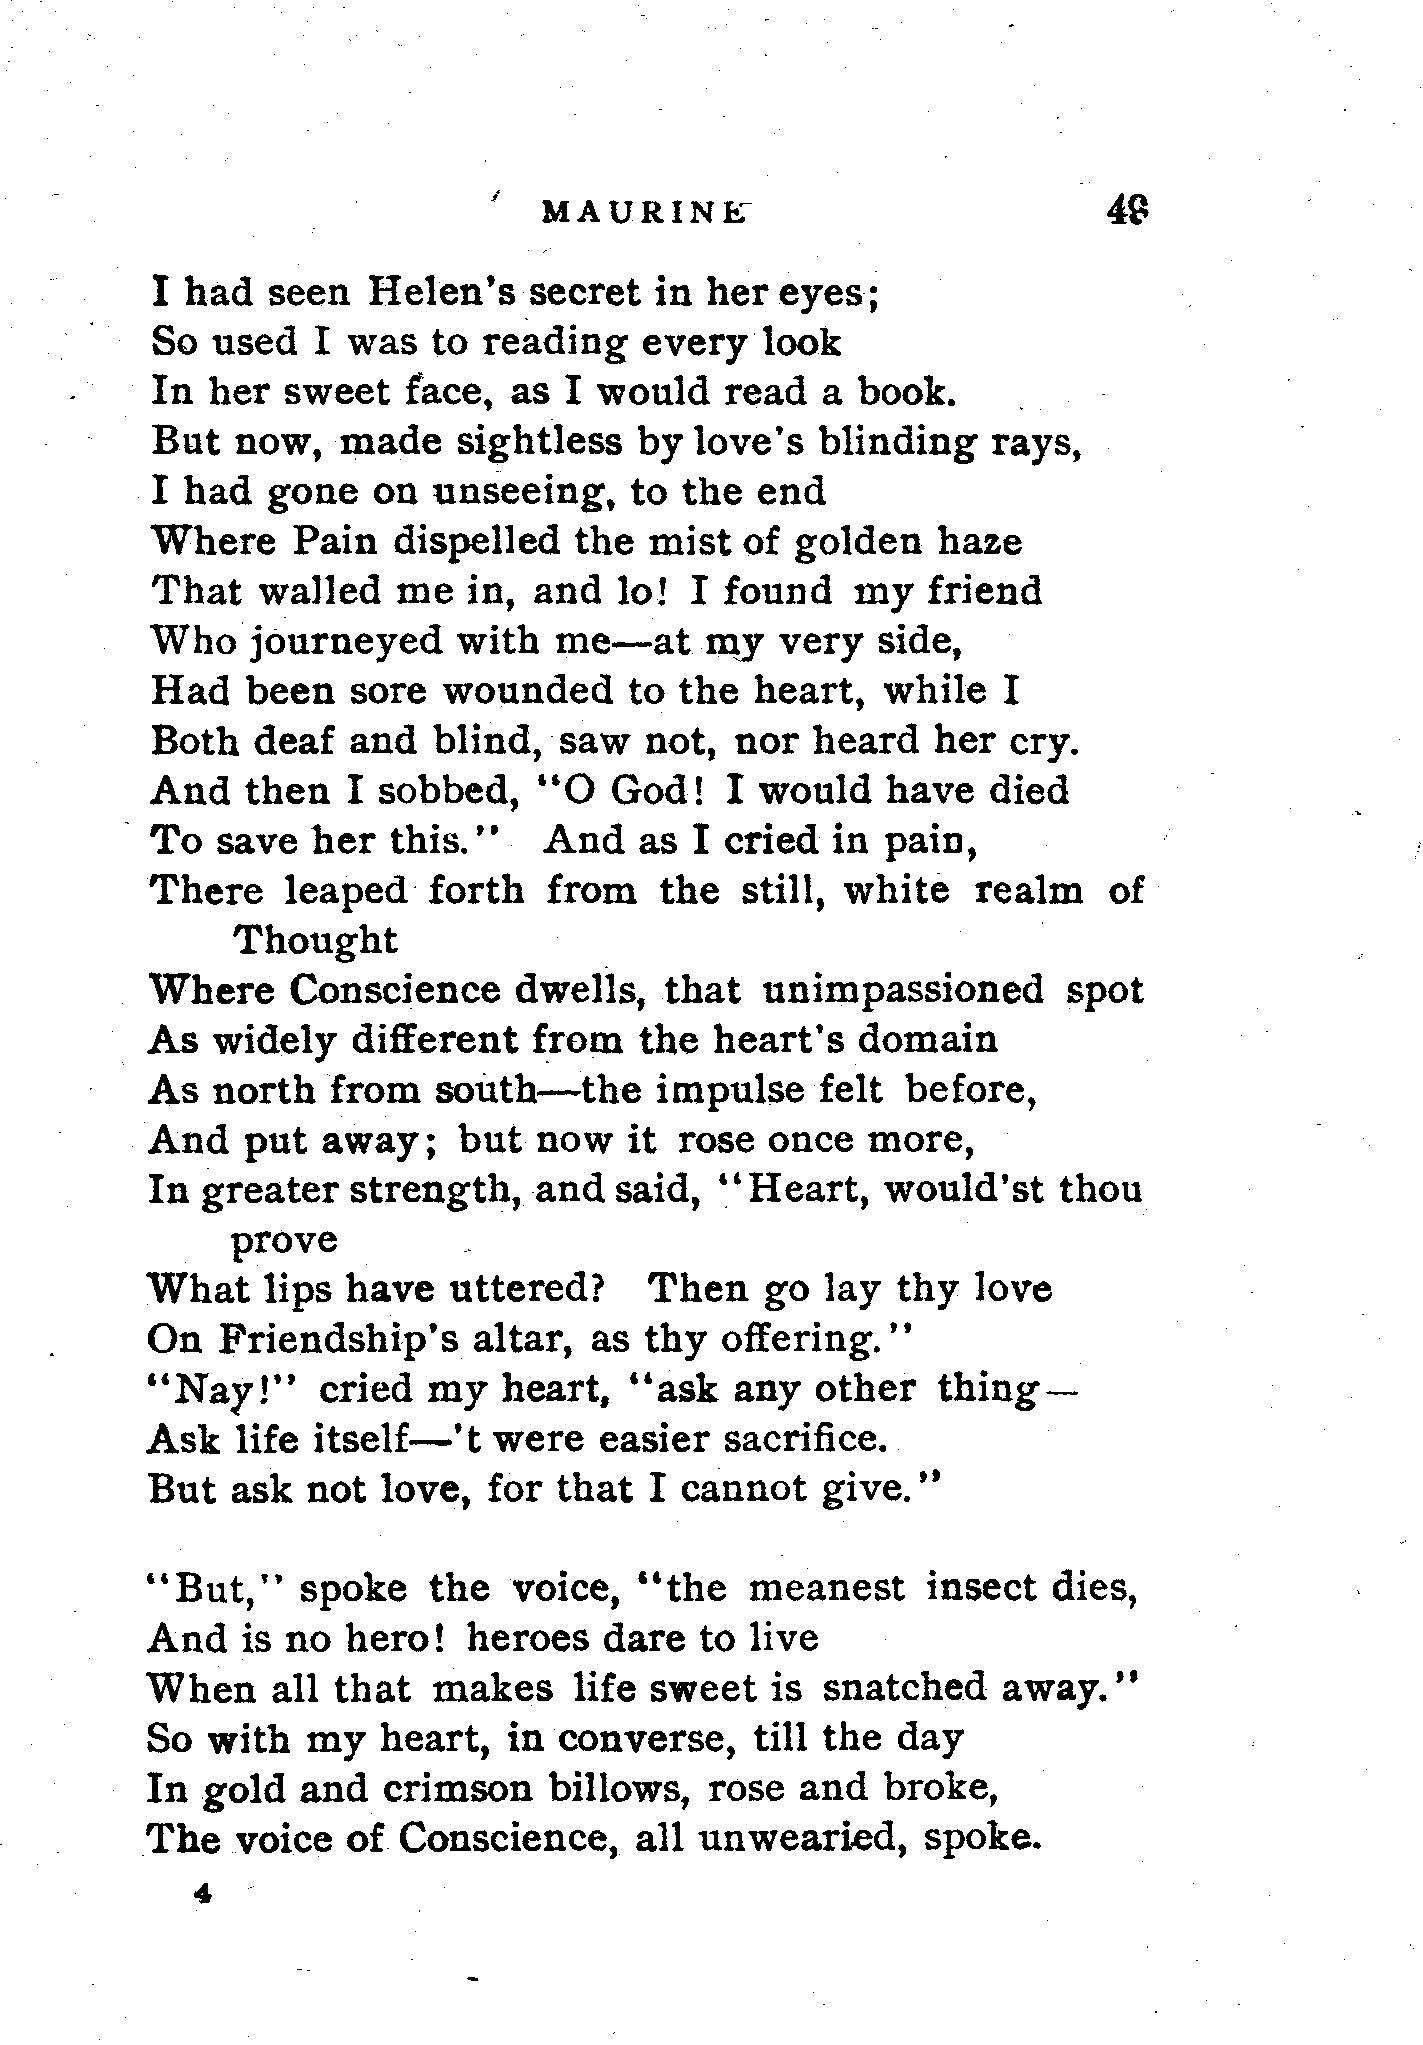 MAURINE 49
I had seen Helen's secret in her eyes;
So used I was to reading every look
In her sweet face, as I would read a book.
But now, made sightless by love's blinding rays,
I had gone on unseeing, to the end
Where Pain dispelled the mist of golden haze
That walled me in, and lo! I found my friend
Who journeyed with me—at my very side,
Had been sore wounded to the heart, while I
Both deaf and blind, saw not, nor heard her cry.
And then I sobbed, "O God! I would have died
To save her this." And as I cried in pain,
There leaped forth from the still, white realm of
Thought
Where Conscience dwells, that unimpassioned spot
As widely different from the heart's domain
As north from south—the impulse felt before,
And put away; but now it rose once more,
In greater strength, and said, "Heart, would'st thou
prove
What lips have uttered? Then go lay thy love
On Friendship's altar, as thy offering."
"Nay!" cried my heart, "ask any other thing—
Ask life itself—'t were easier sacrifice.
But ask not love, for that I cannot give."
"But," spoke the voice, "the meanest insect dies,
And is no hero! heroes dare to live
When all that makes life sweet is snatched away."
So with my heart, in converse, till the day
In gold and crimson billows, rose and broke,
The voice of Conscience, all unwearied, spoke.
4